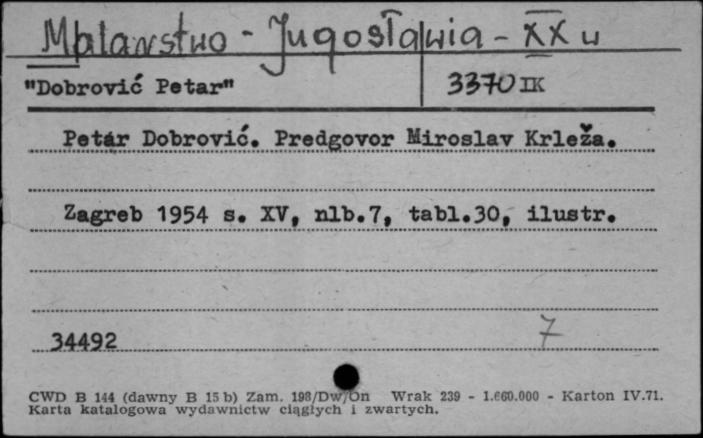 Malarstwo - Jugosławia - XX w
"Dobrović Petar" 3370 IK
Petar Dobrović. Predgovor Miroslav Krleža.
Zagreb 1954 s. XV, nlb.7, tabl.30, ilustr.
34492 7
CWD B 144 (dawny B 15 b) Zam. 198/Dw/On Wrak 239 - 1.660.000 - Karton IV.71.
Karta katalogowa wydawnictw ciągłych i zwartych.